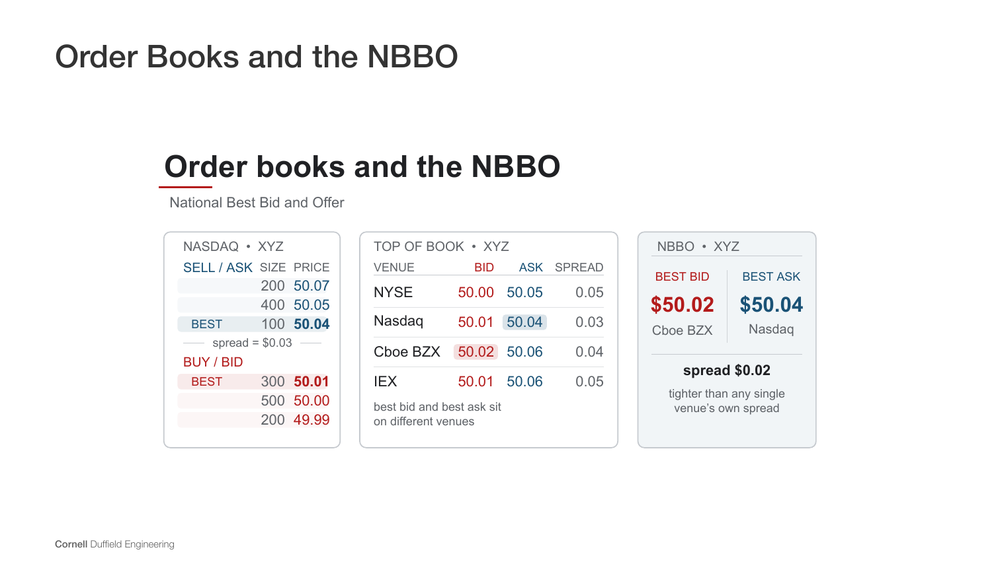 Order Books and the NBBO
Order books and the NBBO
National Best Bid and Offer
NASDAQ • XYZ
SELL / ASK SIZE PRICE
200 50.07
400 50.05
BEST 100 50.04
spread = $0.03
BUY / BID
BEST 300 50.01
500 50.00
200 49.99
TOP OF BOOK • XYZ
VENUE BID ASK SPREAD
NYSE 50.00 50.05 0.05
Nasdaq 50.01 50.04 0.03
Cboe BZX 50.02 50.06 0.04
IEX 50.01 50.06 0.05
best bid and best ask sit
on different venues
NBBO • XYZ
BEST BID BEST ASK
$50.02 $50.04
Cboe BZX Nasdaq
spread $0.02
tighter than any single
venue’s own spread
Cornell Duffield Engineering